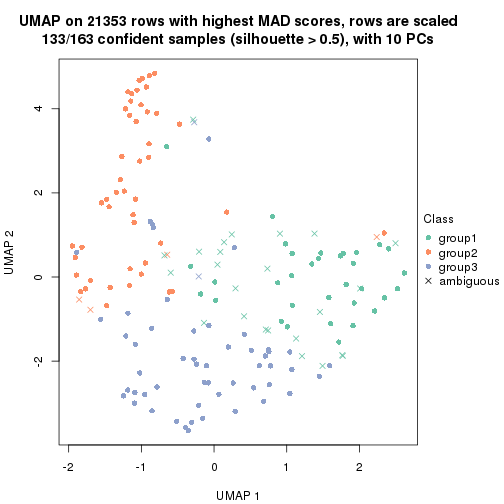 UMAP on 21353 rows with highest MAD scores, rows are scaled
133/163 confident samples (silhouette > 0.5), with 10 PCs
4
2
0
-2
UMAP 2
-2
-1
0
1
2
UMAP 1
Class
group1
group2
group3
ambiguous